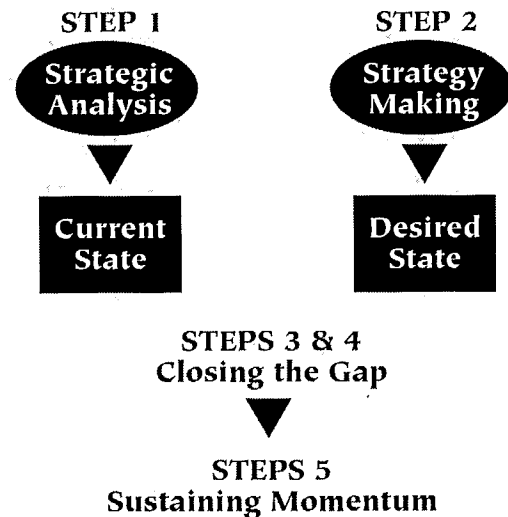 STEP 1
Strategic
Analysis
Current
State
STEP 2
Strategy
Making
Desired
State
STEPS 3 & 4
Closing the Gap
STEPS 5
Sustaining Momentum